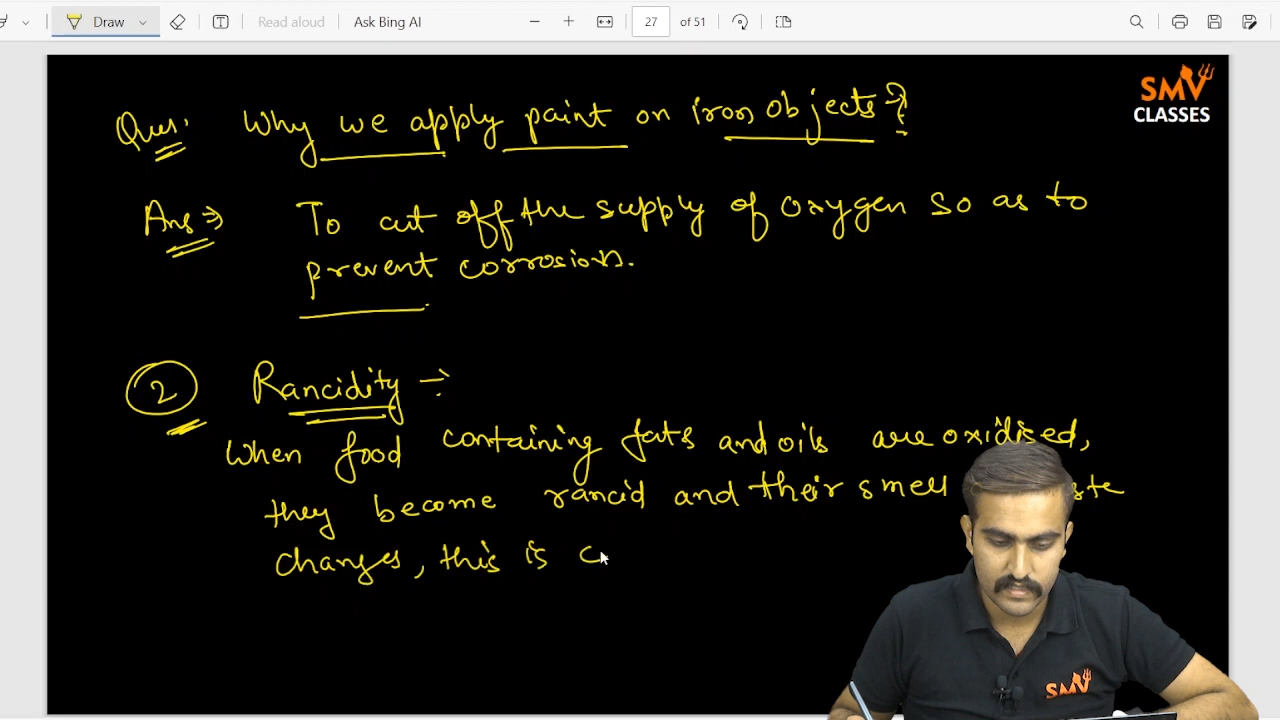 Draw
Read aloud
Ask Bing AI
27
of 51
SMV
CLASSES
Ques. Why we apply paint on iron objects?
Ans ⇒ To cut off the supply of oxygen so as to
prevent corrosion.
2 Rancidity
When food containing fats and oils are oxidised,
they become rancid and their smell
changes, this is c
SMV